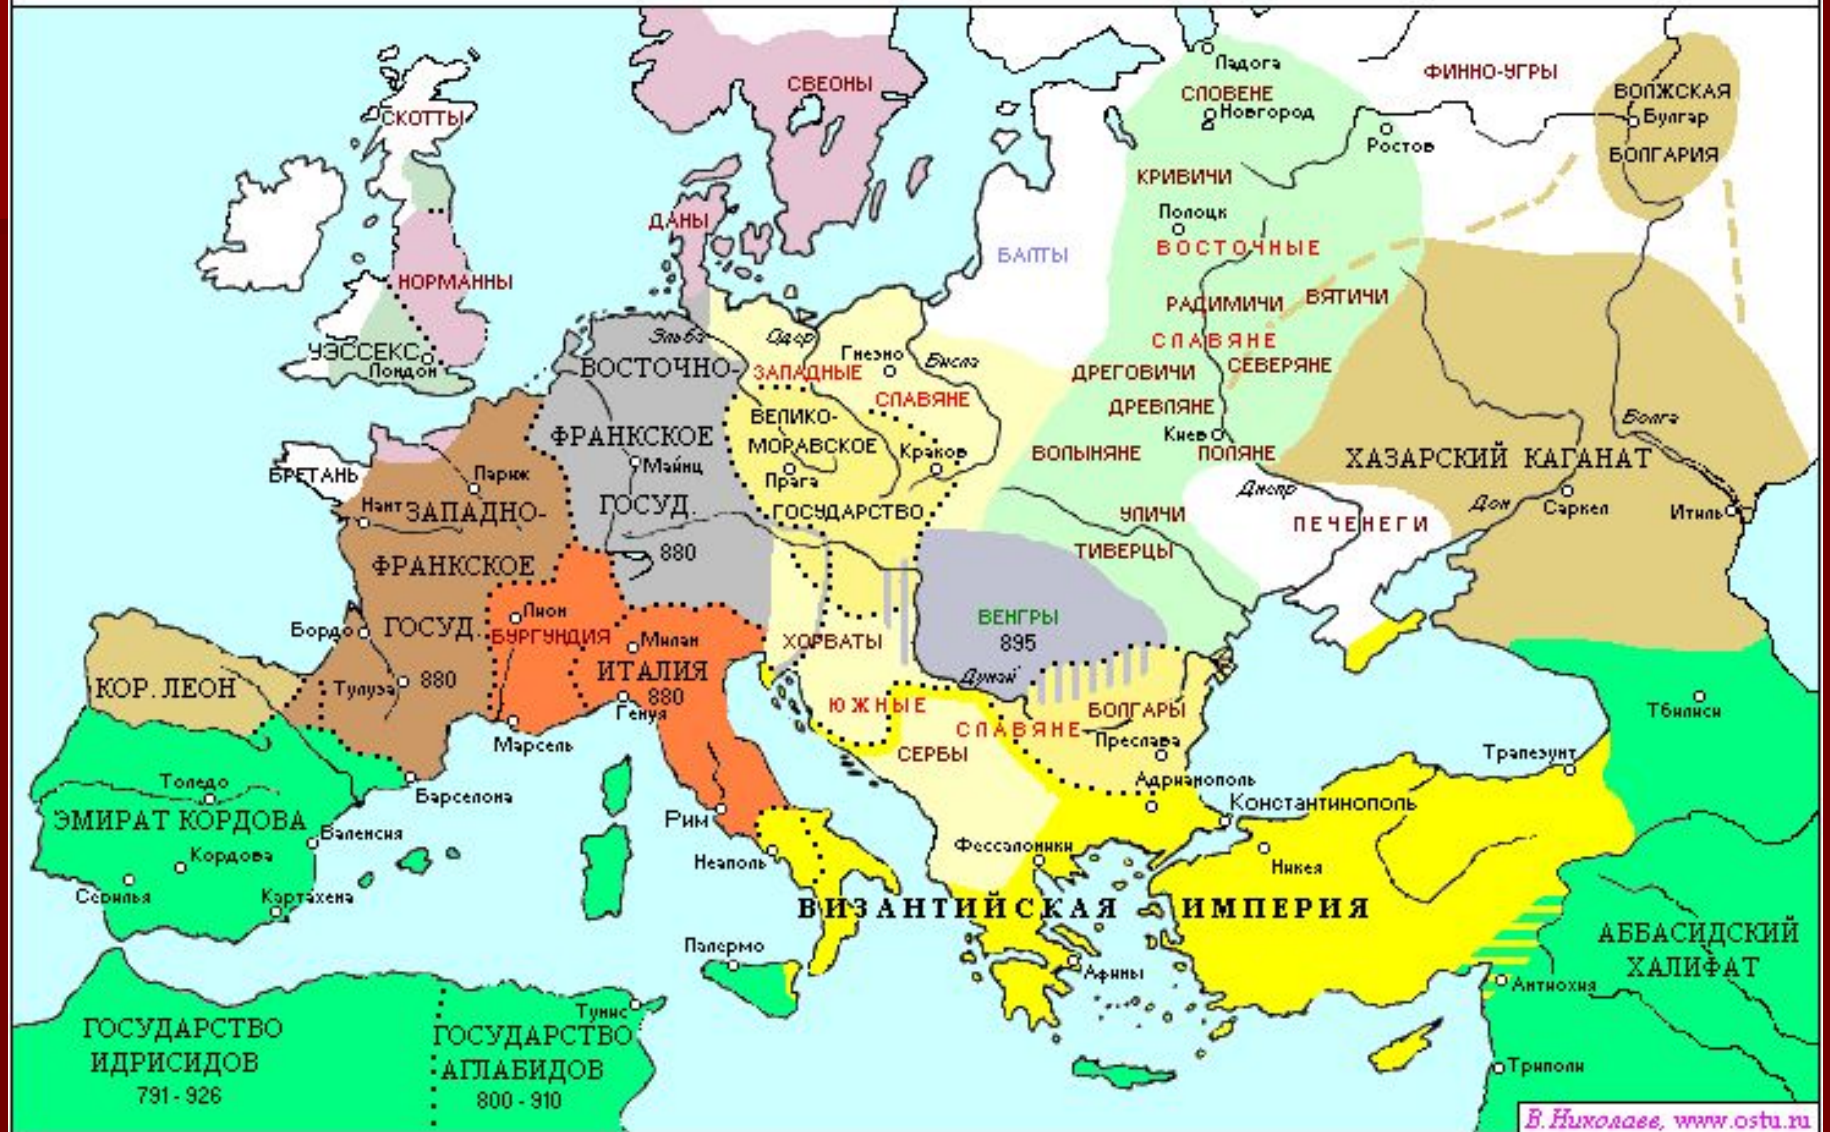 СВЕОНЫ
Ладога
СЛОВЕНЕ
Новгород
ФИННО-УГРЫ
ВОЛЖСКАЯ
Булгар
БОЛГАРИЯ
Ростов
СКОТТЫ
КРИВИЧИ
Полоцк
ВОСТОЧНЫЕ
ДАНЫ
БАЛТЫ
НОРМАННЫ
РАДИМИЧИ
ВЯТИЧИ
СЛАВЯНЕ
СЕВЕРЯНЕ
УЭССЕКС
Лондон
Эльба
Одер
Гнезно
Висла
ВОСТОЧНО-
ФРАНКСКОЕ
ГОСУД.
880
Майнц
ЗАПАДНЫЕ
СЛАВЯНЕ
ДРЕГОВИЧИ
ДРЕВЛЯНЕ
Киев
ПОЛЯНЕ
ВОЛЫНЯНЕ
ВЕЛИКО-
МОРАВСКОЕ
Прага
Краков
ГОСУДАРСТВО
Волга
ХАЗАРСКИЙ КАГАНАТ
Днепр
Дон
Саркел
Итиль
ПЕЧЕНЕГИ
УЛИЧИ
ТИВЕРЦЫ
БРЕТАНЬ
Париж
Нант
ЗАПАДНО-
ФРАНКСКОЕ
ГОСУД.
880
Бордо
Тулуза
Лион
БУРГУНДИЯ
Милан
ИТАЛИЯ
880
Генуя
Марсель
ХОРВАТЫ
ВЕНГРЫ
895
Дунай
ЮЖНЫЕ
СЛАВЯНЕ
СЕРБЫ
БОЛГАРЫ
Преслава
Адрианополь
Константинополь
Трапезунт
Тбилиси
КОР. ЛЕОН
Толедо
ЭМИРАТ КОРДОВА
Барселона
Валенсия
Кордова
Севилья
Картахена
Рим
Неаполь
Фессалоники
Никея
ВИЗАНТИЙСКАЯ ИМПЕРИЯ
Палермо
Афины
АББАСИДСКИЙ
ХАЛИФАТ
Антиохия
Триполи
Тунис
ГОСУДАРСТВО
ИДРИСИДОВ
791 - 926
ГОСУДАРСТВО
АГЛАБИДОВ
800 - 910
В.Николаев, www.ostu.ru